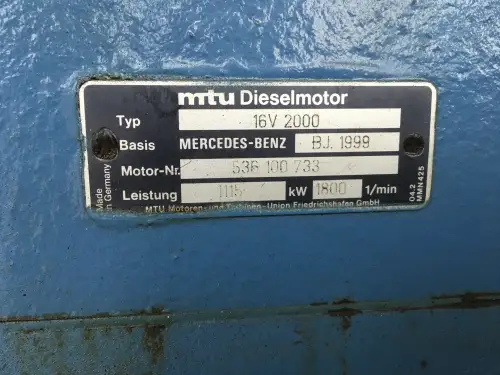 mtu Dieselmotor
Typ 16V 2000
Basis MERCEDES-BENZ BJ. 1999
Motor-Nr. 536 100 733
Leistung 1115 kW 1800 1/min
MTU Motoren- und Turbinen-Union Friedrichshafen GmbH
Made in Germany
04.2
MMN425